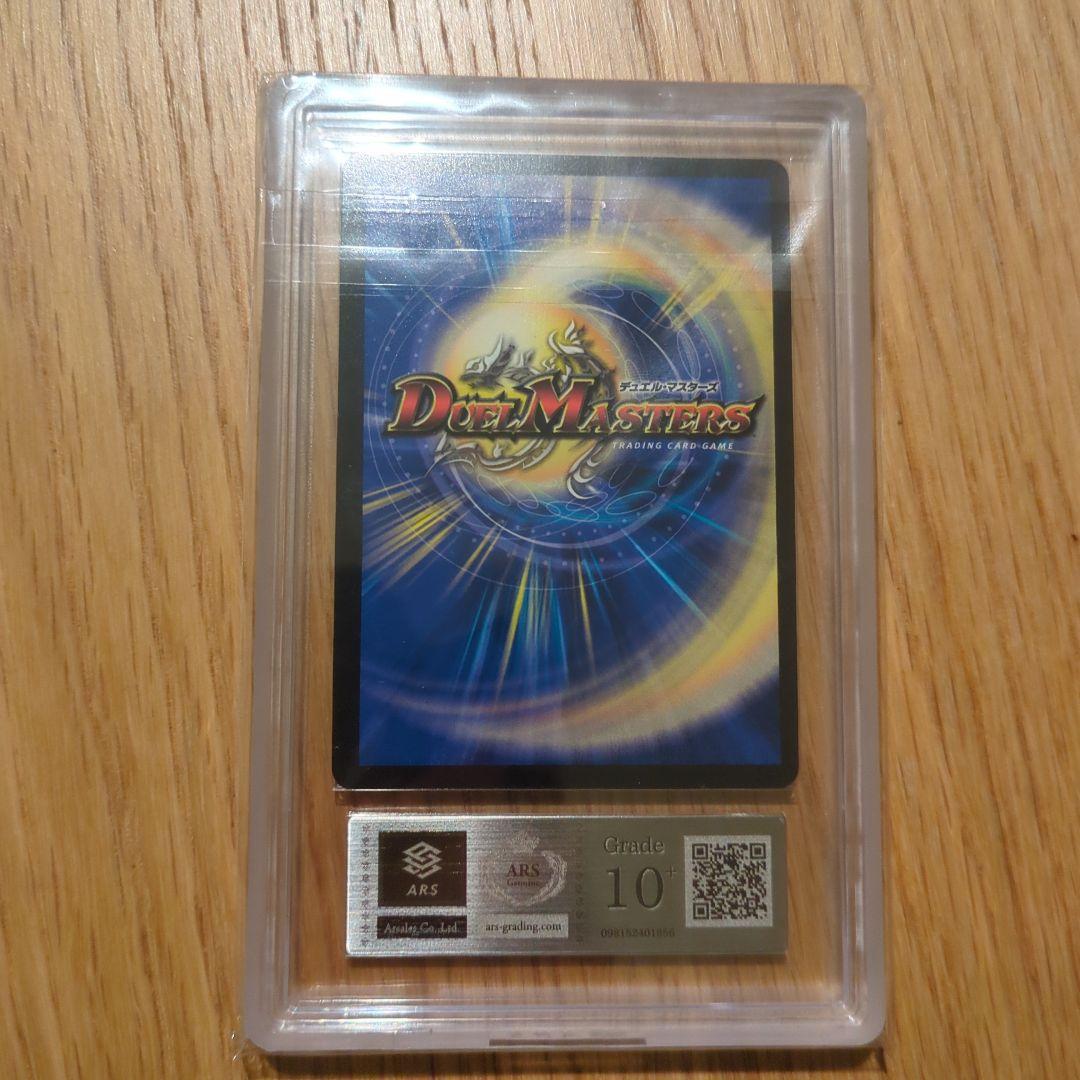 デュエル・マスターズ
DUEL MASTERS
TRADING CARD GAME
ARS
Arsales Co., Ltd.
ARS
Genuine
ars-grading.com
Grade
10+
098152401856